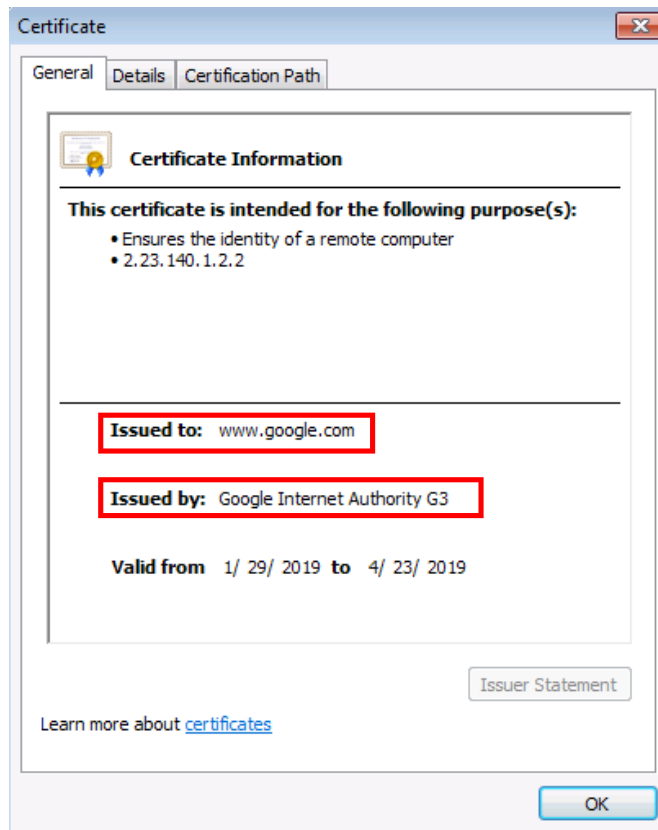 Certificate
General Details Certification Path
Certificate Information
This certificate is intended for the following purpose(s):
• Ensures the identity of a remote computer
• 2.23.140.1.2.2
Issued to: www.google.com
Issued by: Google Internet Authority G3
Valid from 1/ 29/ 2019 to 4/ 23/ 2019
Issuer Statement
Learn more about certificates
OK